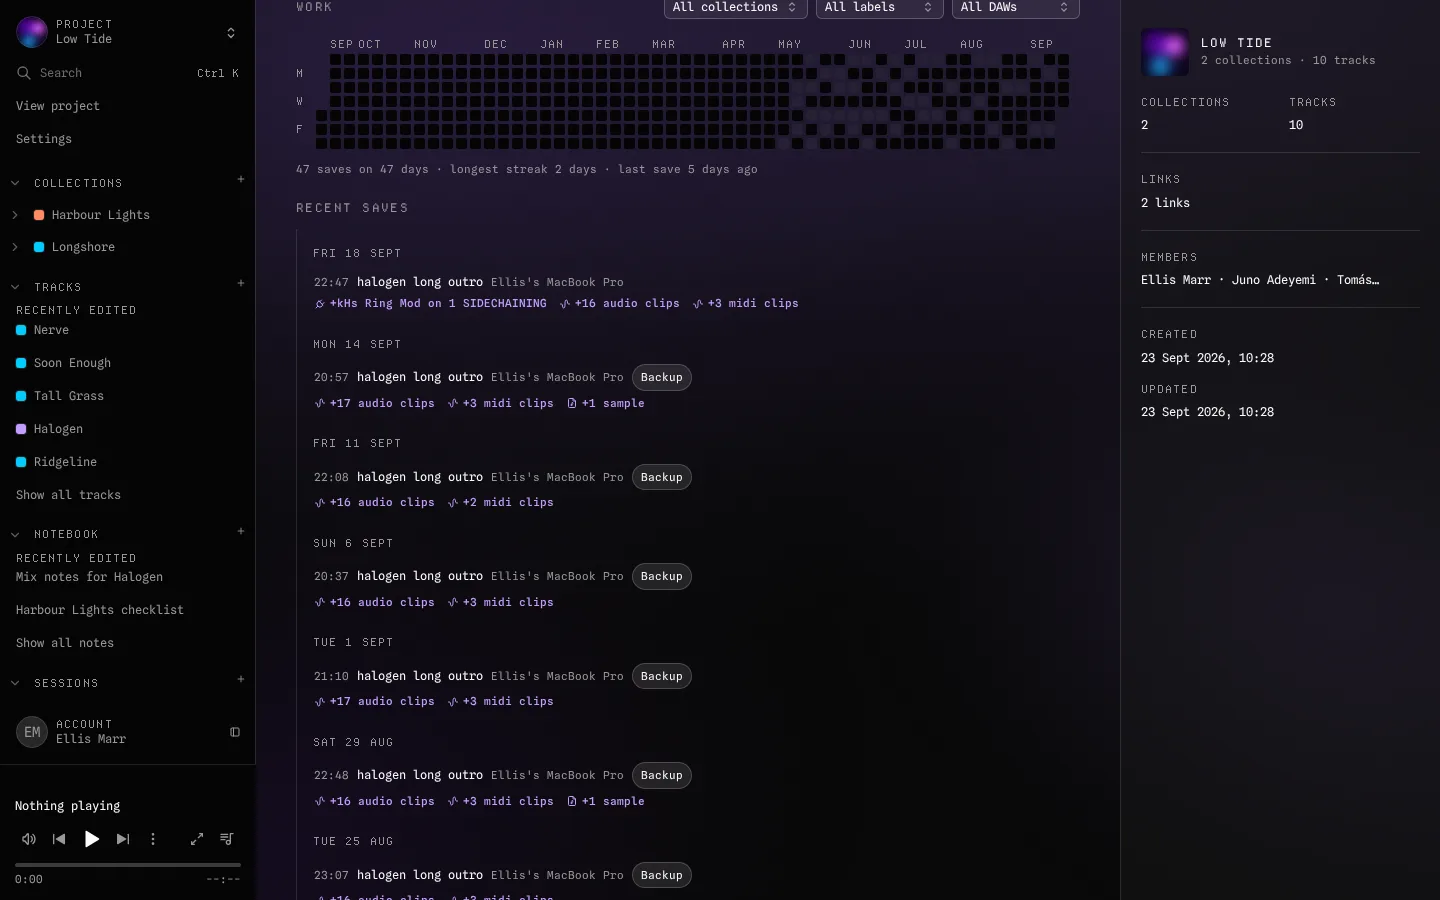 PROJECT
Low Tide
Search Ctrl K
View project
Settings
COLLECTIONS +
Harbour Lights
Longshore
TRACKS +
RECENTLY EDITED
Nerve
Soon Enough
Tall Grass
Halogen
Ridgeline
Show all tracks
NOTEBOOK +
RECENTLY EDITED
Mix notes for Halogen
Harbour Lights checklist
Show all notes
SESSIONS +
EM
ACCOUNT
Ellis Marr
Nothing playing
0:00 --:--
WORK
All collections All labels All DAWs
SEP OCT NOV DEC JAN FEB MAR APR MAY JUN JUL AUG SEP
M
W
F
47 saves on 47 days · longest streak 2 days · last save 5 days ago
RECENT SAVES
FRI 18 SEPT
22:47 halogen long outro Ellis's MacBook Pro
+kHs Ring Mod on 1 SIDECHAINING +16 audio clips +3 midi clips
MON 14 SEPT
20:57 halogen long outro Ellis's MacBook Pro Backup
+17 audio clips +3 midi clips +1 sample
FRI 11 SEPT
22:08 halogen long outro Ellis's MacBook Pro Backup
+16 audio clips +2 midi clips
SUN 6 SEPT
20:37 halogen long outro Ellis's MacBook Pro Backup
+16 audio clips +3 midi clips
TUE 1 SEPT
21:10 halogen long outro Ellis's MacBook Pro Backup
+17 audio clips +3 midi clips
SAT 29 AUG
22:48 halogen long outro Ellis's MacBook Pro Backup
+16 audio clips +3 midi clips +1 sample
TUE 25 AUG
23:07 halogen long outro Ellis's MacBook Pro Backup
+16 audio clips +3 midi clips
LOW TIDE
2 collections · 10 tracks
COLLECTIONS TRACKS
2 10
LINKS
2 links
MEMBERS
Ellis Marr · Juno Adeyemi · Tomás…
CREATED
23 Sept 2026, 10:28
UPDATED
23 Sept 2026, 10:28